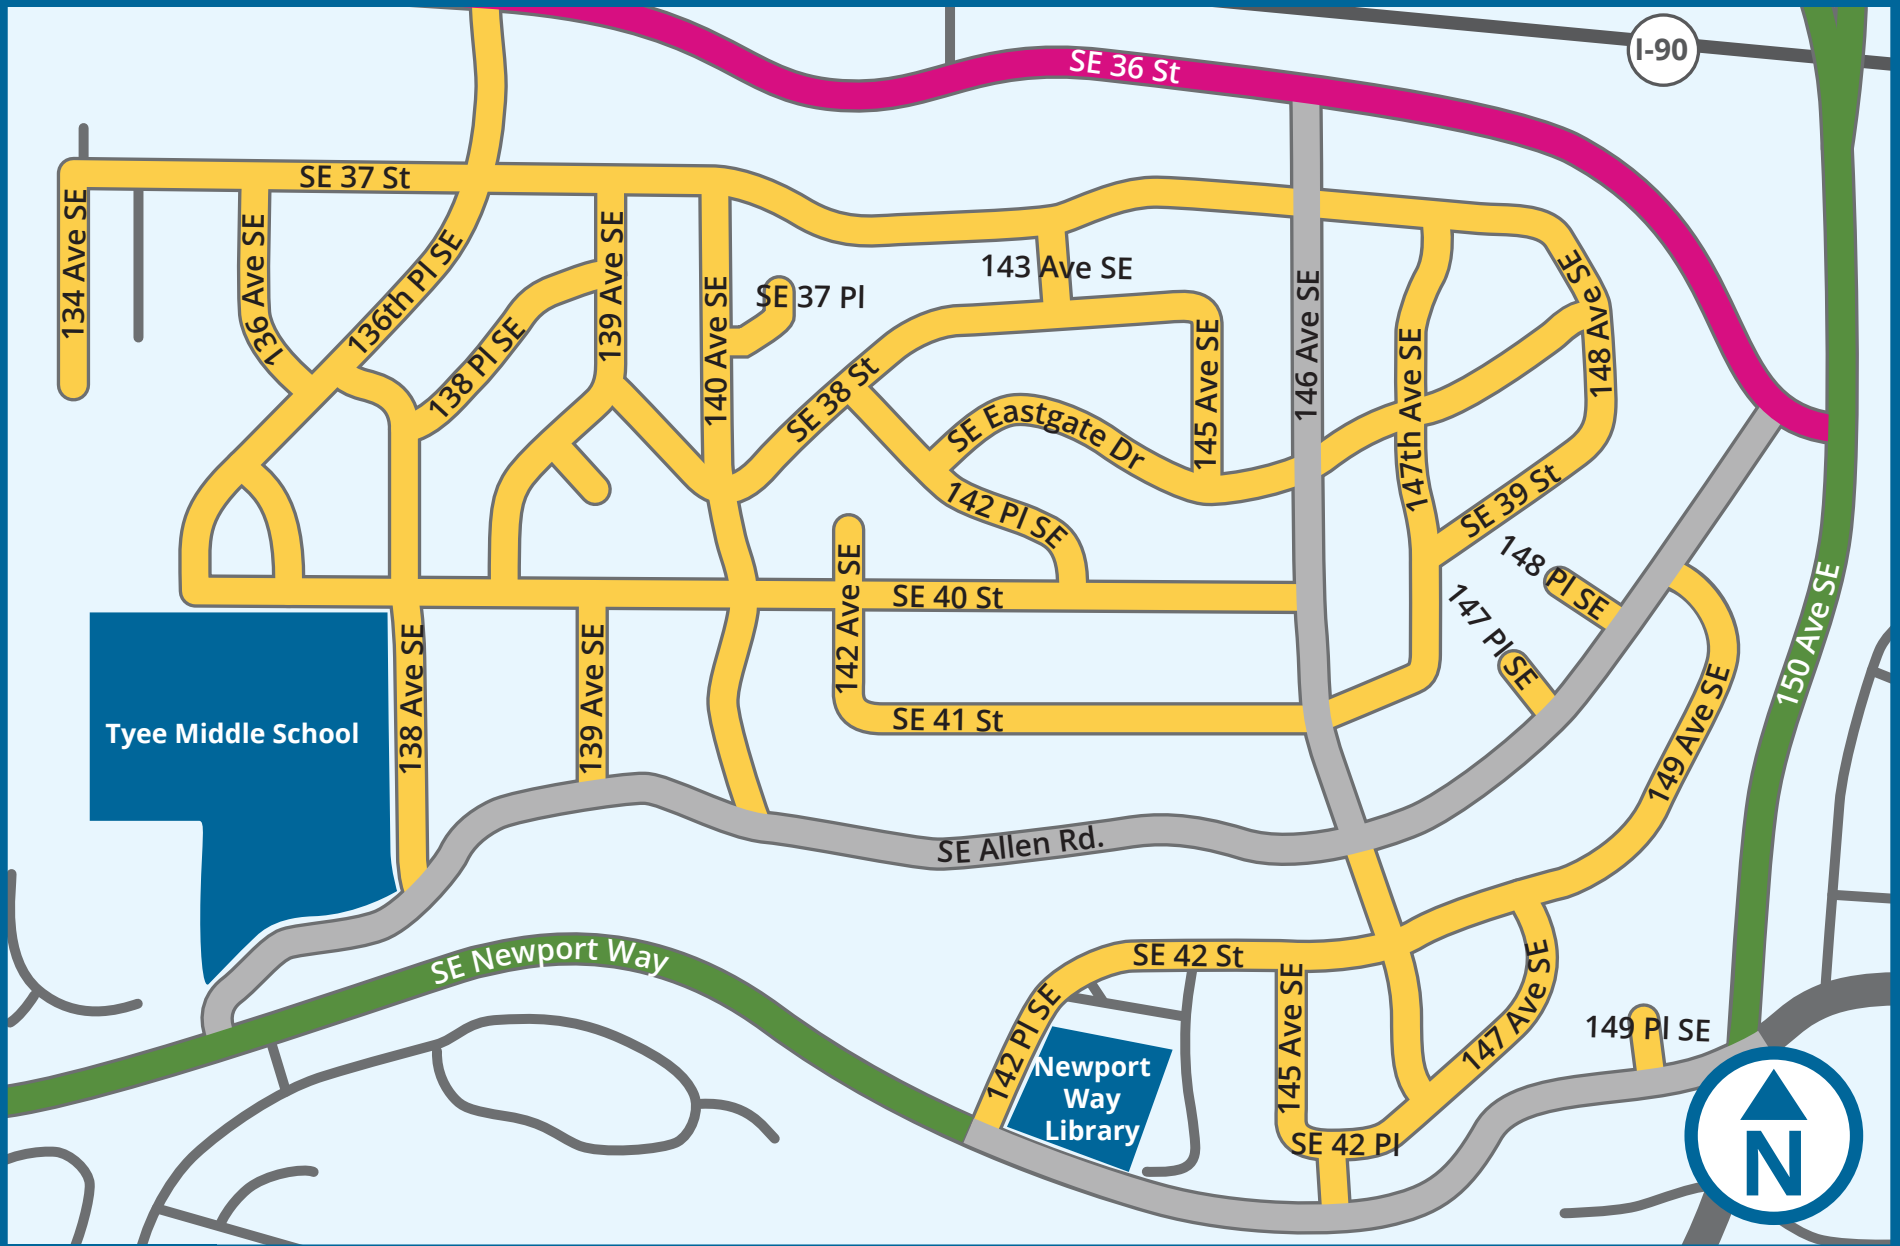 I-90
SE 36 St
SE 37 St
134 Ave SE
136 Ave SE
136th Pl SE
138 Pl SE
139 Ave SE
140 Ave SE
SE 37 Pl
143 Ave SE
146 Ave SE
148 Ave SE
SE 38 St
145 Ave SE
147th Ave SE
SE Eastgate Dr
142 Pl SE
SE 39 St
148 Pl SE
147 Pl SE
142 Ave SE
SE 40 St
150 Ave SE
138 Ave SE
139 Ave SE
SE 41 St
149 Ave SE
Tyee Middle School
SE Allen Rd.
SE Newport Way
SE 42 St
142 Pl SE
145 Ave SE
147 Ave SE
149 Pl SE
Newport
Way
Library
SE 42 Pl
N